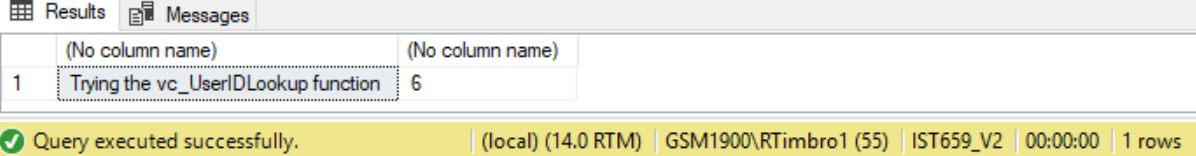 Results Messages
(No column name) (No column name)
1 Trying the vc_UserIDLookup function 6
Query executed successfully. (local) (14.0 RTM) GSM1900\RTimbro1 (55) IST659_V2 00:00:00 1 rows